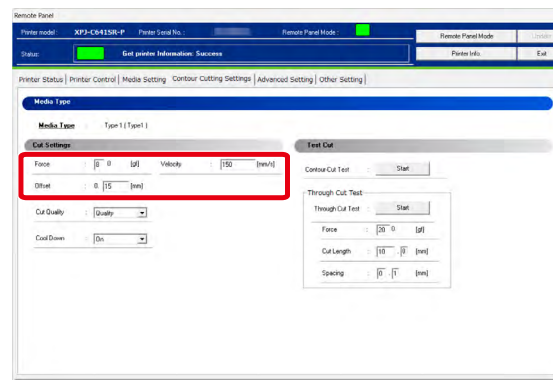 Remote Panel
Printer model : XPJ-C641SR-P Printer Serial No. : Remote Panel Mode :
Remote Panel Mode Update
Status: Get printer Information: Success
Printer Info. Exit
Printer Status Printer Control Media Setting Contour Cutting Settings Advanced Setting Other Setting
Media Type
Media Type : Type 1 ( Type1 )
Cut Settings
Force : 8 0 [gf] Velocity : 150 [mm/s]
Offset : 0. 15 [mm]
Cut Quality : Quality
Cool Down : On
Test Cut
Contour Cut Test : Start
Through Cut Test
Through Cut Test : Start
Force : 20 0 [gf]
Cut Length : 10 . 0 [mm]
Spacing : 0 . 1 [mm]